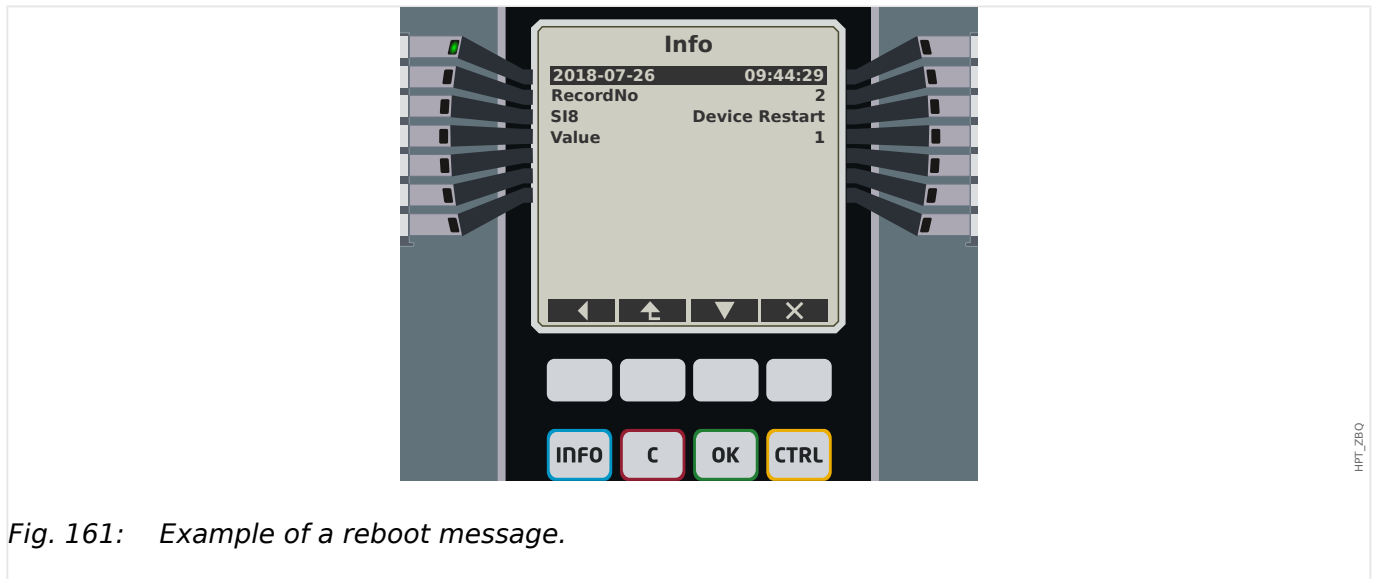 Info
2018-07-26 09:44:29
RecordNo 2
SI8 Device Restart
Value 1
INFO C OK CTRL
HPT_ZBQ
Fig. 161: Example of a reboot message.